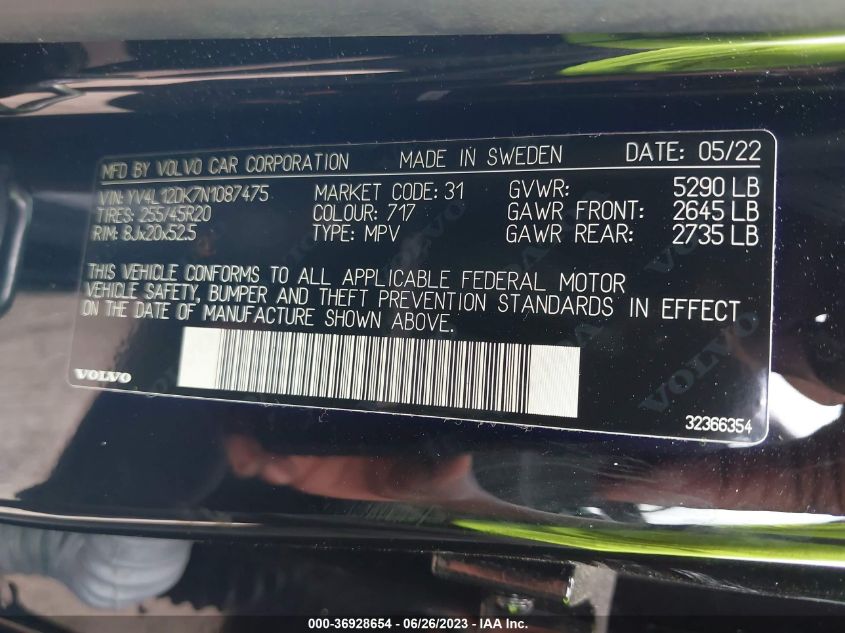 MFD BY VOLVO CAR CORPORATION MADE IN SWEDEN DATE: 05/22
VIN: YV4L12DK7N1087475 MARKET CODE: 31 GVWR: 5290 LB
TIRES: 255/45R20 COLOUR: 717 GAWR FRONT: 2645 LB
RIM: 8Jx20x52.5 TYPE: MPV GAWR REAR: 2735 LB
THIS VEHICLE CONFORMS TO ALL APPLICABLE FEDERAL MOTOR
VEHICLE SAFETY, BUMPER AND THEFT PREVENTION STANDARDS IN EFFECT
ON THE DATE OF MANUFACTURE SHOWN ABOVE.
VOLVO
VOLVO
32366354
000-36928654 - 06/26/2023 - IAA Inc.